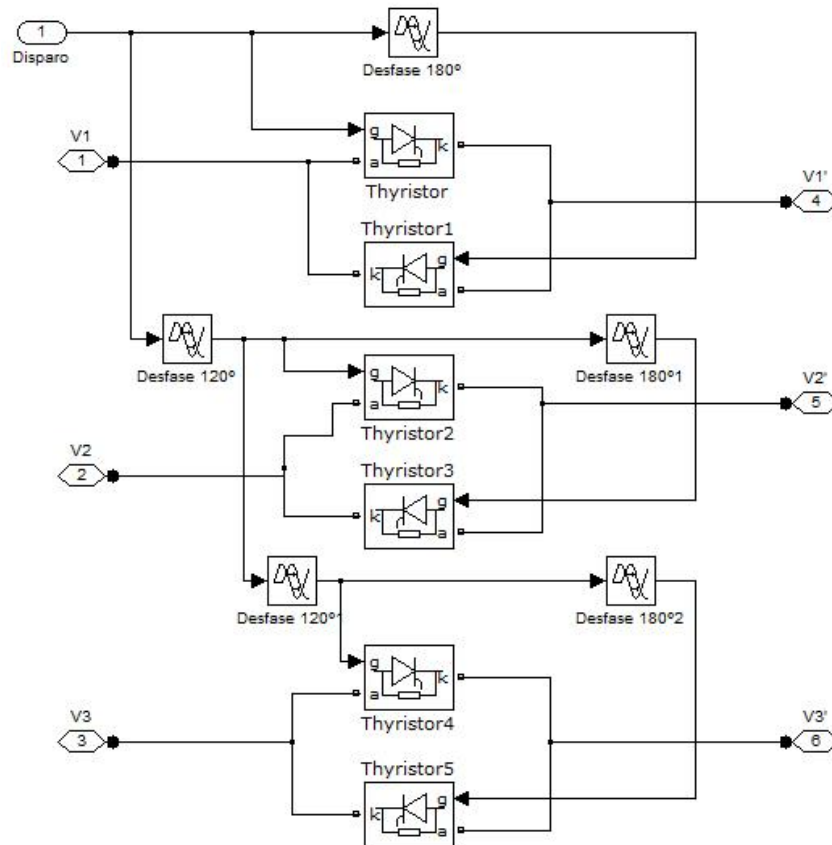 1
Disparo
Desfase 180º
V1
1
g
a
k
Thyristor
V1'
4
Thyristor1
k
g
a
Desfase 120º
Desfase 180º1
g
a
k
Thyristor2
V2'
5
V2
2
Thyristor3
k
g
a
Desfase 120º1
Desfase 180º2
g
a
k
Thyristor4
V3
3
V3'
6
Thyristor5
k
g
a